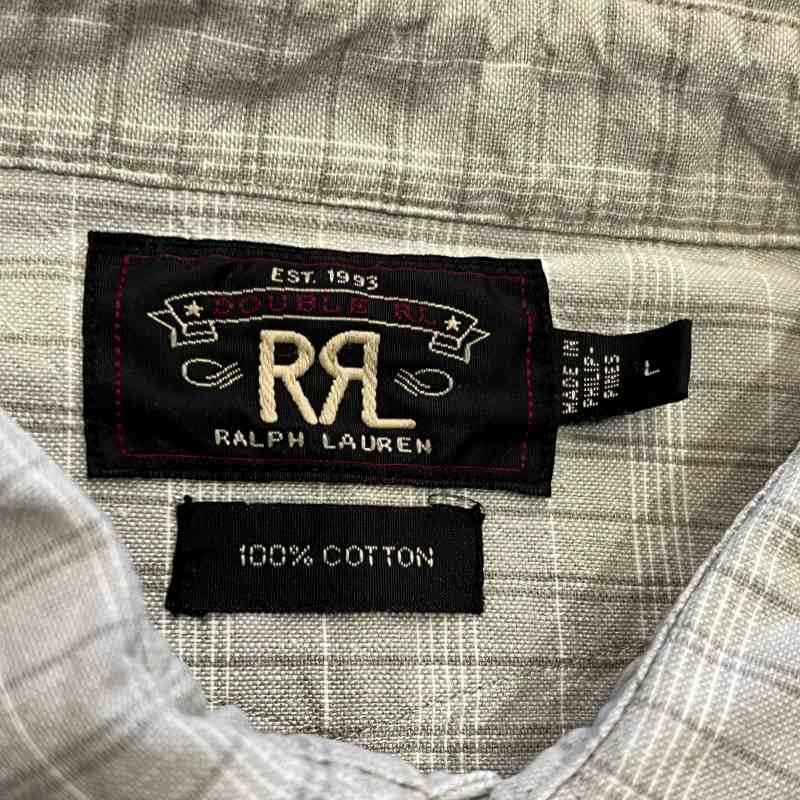 EST. 1993
DOUBLE RL
RRL
RALPH LAUREN
MADE IN
PHILIP-
PINES
L
100% COTTON